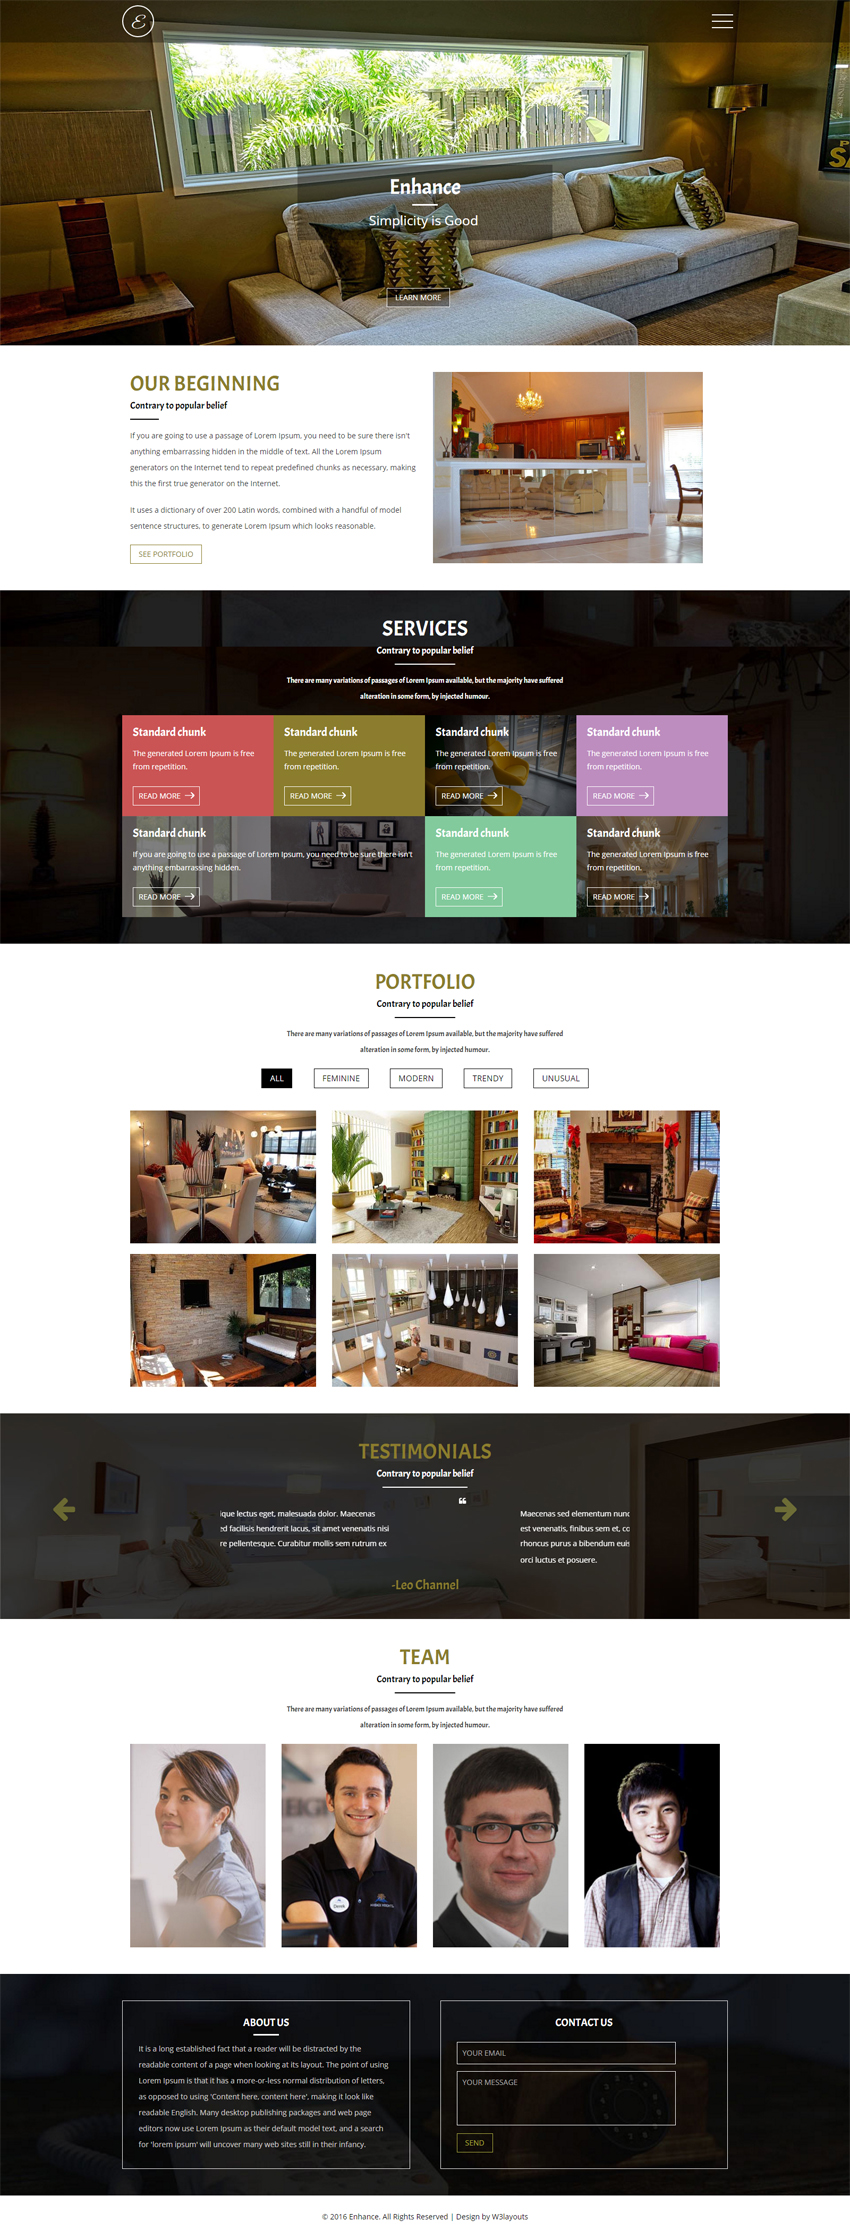 E
Enhance
Simplicity is Good
LEARN MORE
OUR BEGINNING
Contrary to popular belief
If you are going to use a passage of Lorem Ipsum, you need to be sure there isn't
anything embarrassing hidden in the middle of text. All the Lorem Ipsum
generators on the Internet tend to repeat predefined chunks as necessary, making
this the first true generator on the Internet.
It uses a dictionary of over 200 Latin words, combined with a handful of model
sentence structures, to generate Lorem Ipsum which looks reasonable.
SEE PORTFOLIO
SERVICES
Contrary to popular belief
There are many variations of passages of Lorem Ipsum available, but the majority have suffered
alteration in some form, by injected humour.
Standard chunk
The generated Lorem Ipsum is free
from repetition.
READ MORE
Standard chunk
The generated Lorem Ipsum is free
from repetition.
READ MORE
Standard chunk
The generated Lorem Ipsum is free
from repetition.
READ MORE
Standard chunk
The generated Lorem Ipsum is free
from repetition.
READ MORE
Standard chunk
If you are going to use a passage of Lorem Ipsum, you need to be sure there isn't
anything embarrassing hidden.
READ MORE
Standard chunk
The generated Lorem Ipsum is free
from repetition.
READ MORE
Standard chunk
The generated Lorem Ipsum is free
from repetition.
READ MORE
PORTFOLIO
Contrary to popular belief
There are many variations of passages of Lorem Ipsum available, but the majority have suffered
alteration in some form, by injected humour.
ALL
FEMININE
MODERN
TRENDY
UNUSUAL
TESTIMONIALS
Contrary to popular belief
❝
ique lectus eget, malesuada dolor. Maecenas
ed facilisis hendrerit lacus, sit amet venenatis nisi
re pellentesque. Curabitur mollis sem rutrum ex
Maecenas sed elementum nunc
est venenatis, finibus sem et, co
rhoncus purus a bibendum euis
orci luctus et posuere.
-Leo Channel
TEAM
Contrary to popular belief
There are many variations of passages of Lorem Ipsum available, but the majority have suffered
alteration in some form, by injected humour.
ABOUT US
It is a long established fact that a reader will be distracted by the
readable content of a page when looking at its layout. The point of using
Lorem Ipsum is that it has a more-or-less normal distribution of letters,
as opposed to using 'Content here, content here', making it look like
readable English. Many desktop publishing packages and web page
editors now use Lorem Ipsum as their default model text, and a search
for 'lorem ipsum' will uncover many web sites still in their infancy.
CONTACT US
YOUR EMAIL
YOUR MESSAGE
SEND
© 2016 Enhance. All Rights Reserved | Design by W3layouts